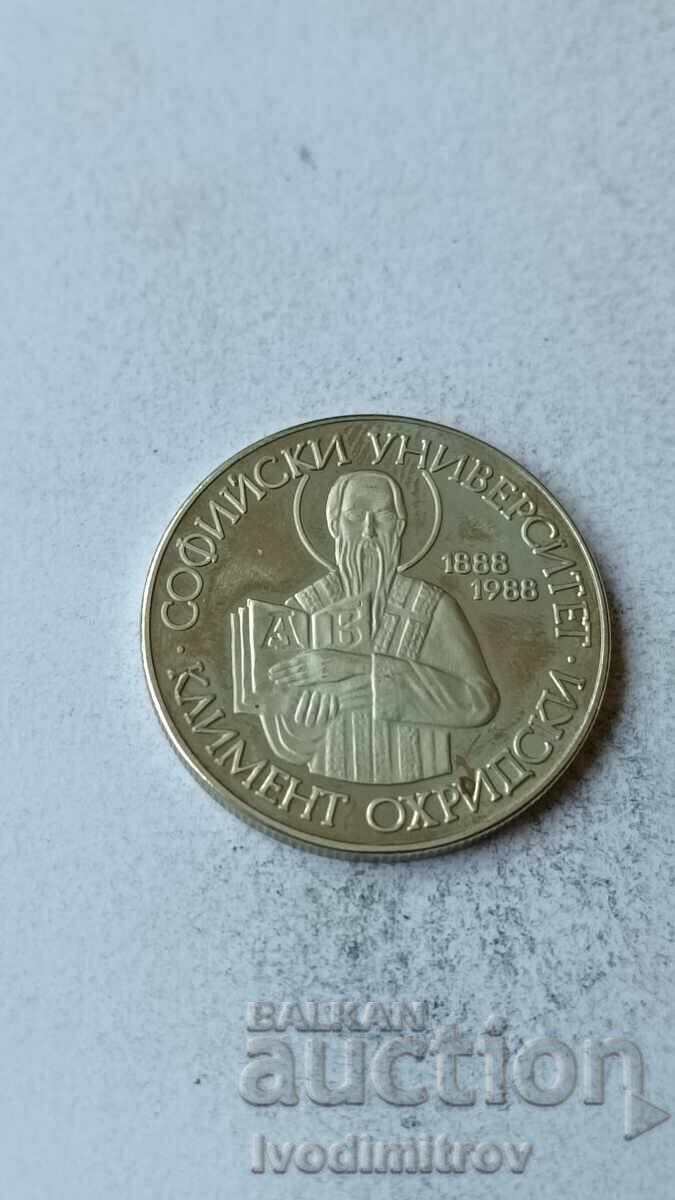 СОФИЙСКИ УНИВЕРСИТЕТ
1888
1988
А Б
· КЛИМЕНТ ОХРИДСКИ ·
BALKAN
auction
Ivodimitrov